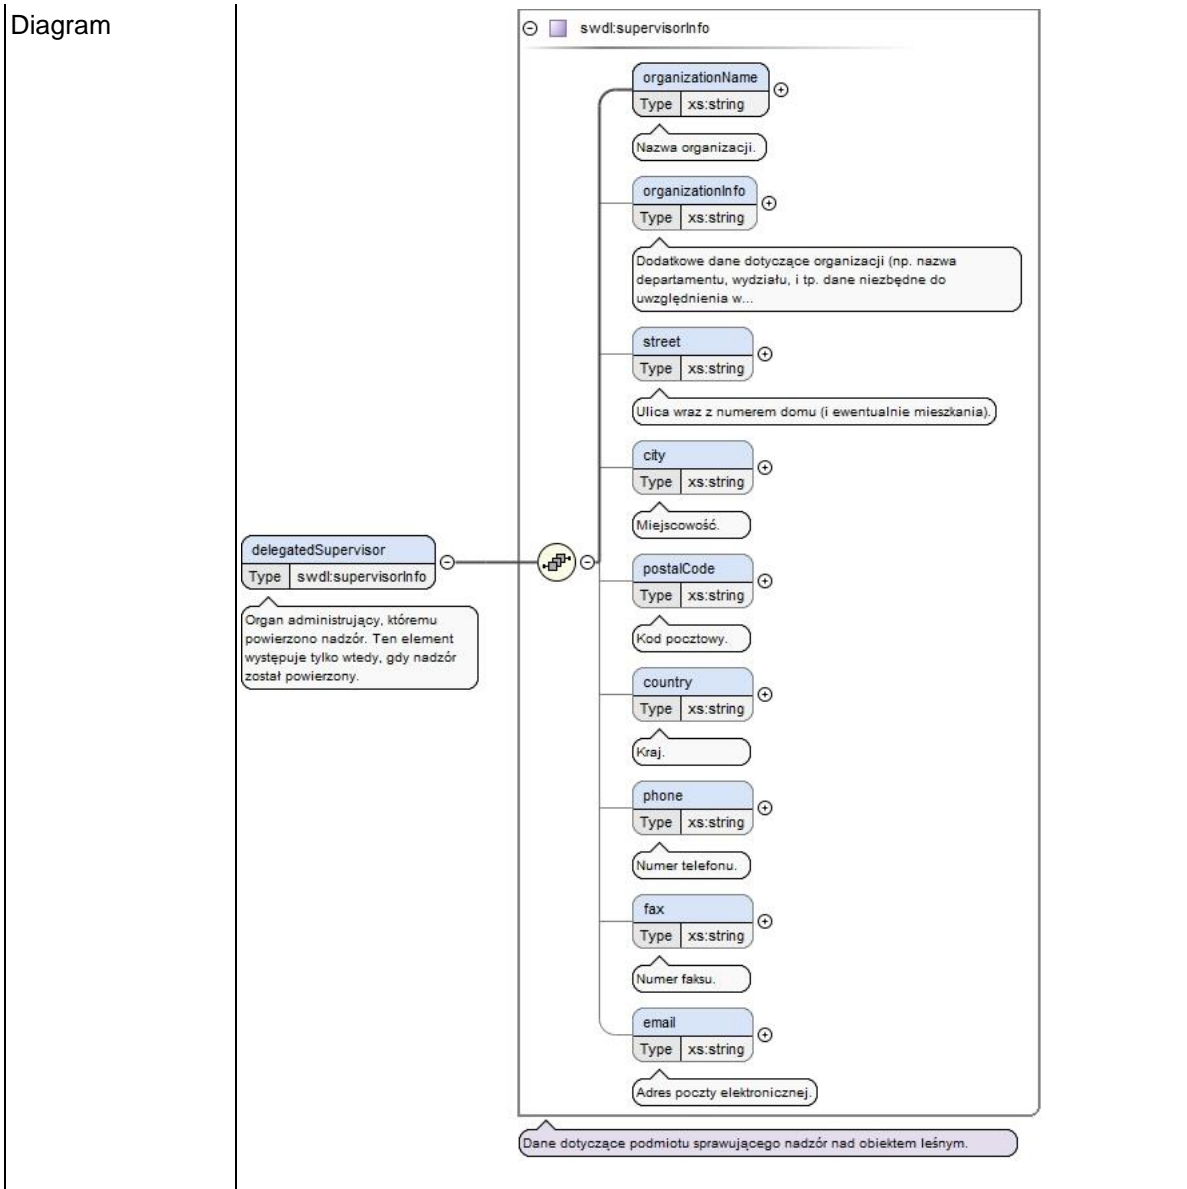 Diagram
swdl:supervisorInfo
organizationName
Type xs:string
Nazwa organizacji.
organizationInfo
Type xs:string
Dodatkowe dane dotyczące organizacji (np. nazwa
departamentu, wydziału, i tp. dane niezbędne do
uwzględnienia w...
street
Type xs:string
Ulica wraz z numerem domu (i ewentualnie mieszkania).
city
Type xs:string
Miejscowość.
delegatedSupervisor
Type swdl:supervisorInfo
Organ administrujący, któremu
powierzono nadzór. Ten element
występuje tylko wtedy, gdy nadzór
został powierzony.
postalCode
Type xs:string
Kod pocztowy.
country
Type xs:string
Kraj.
phone
Type xs:string
Numer telefonu.
fax
Type xs:string
Numer faksu.
email
Type xs:string
Adres poczty elektronicznej.
Dane dotyczące podmiotu sprawującego nadzór nad obiektem leśnym.